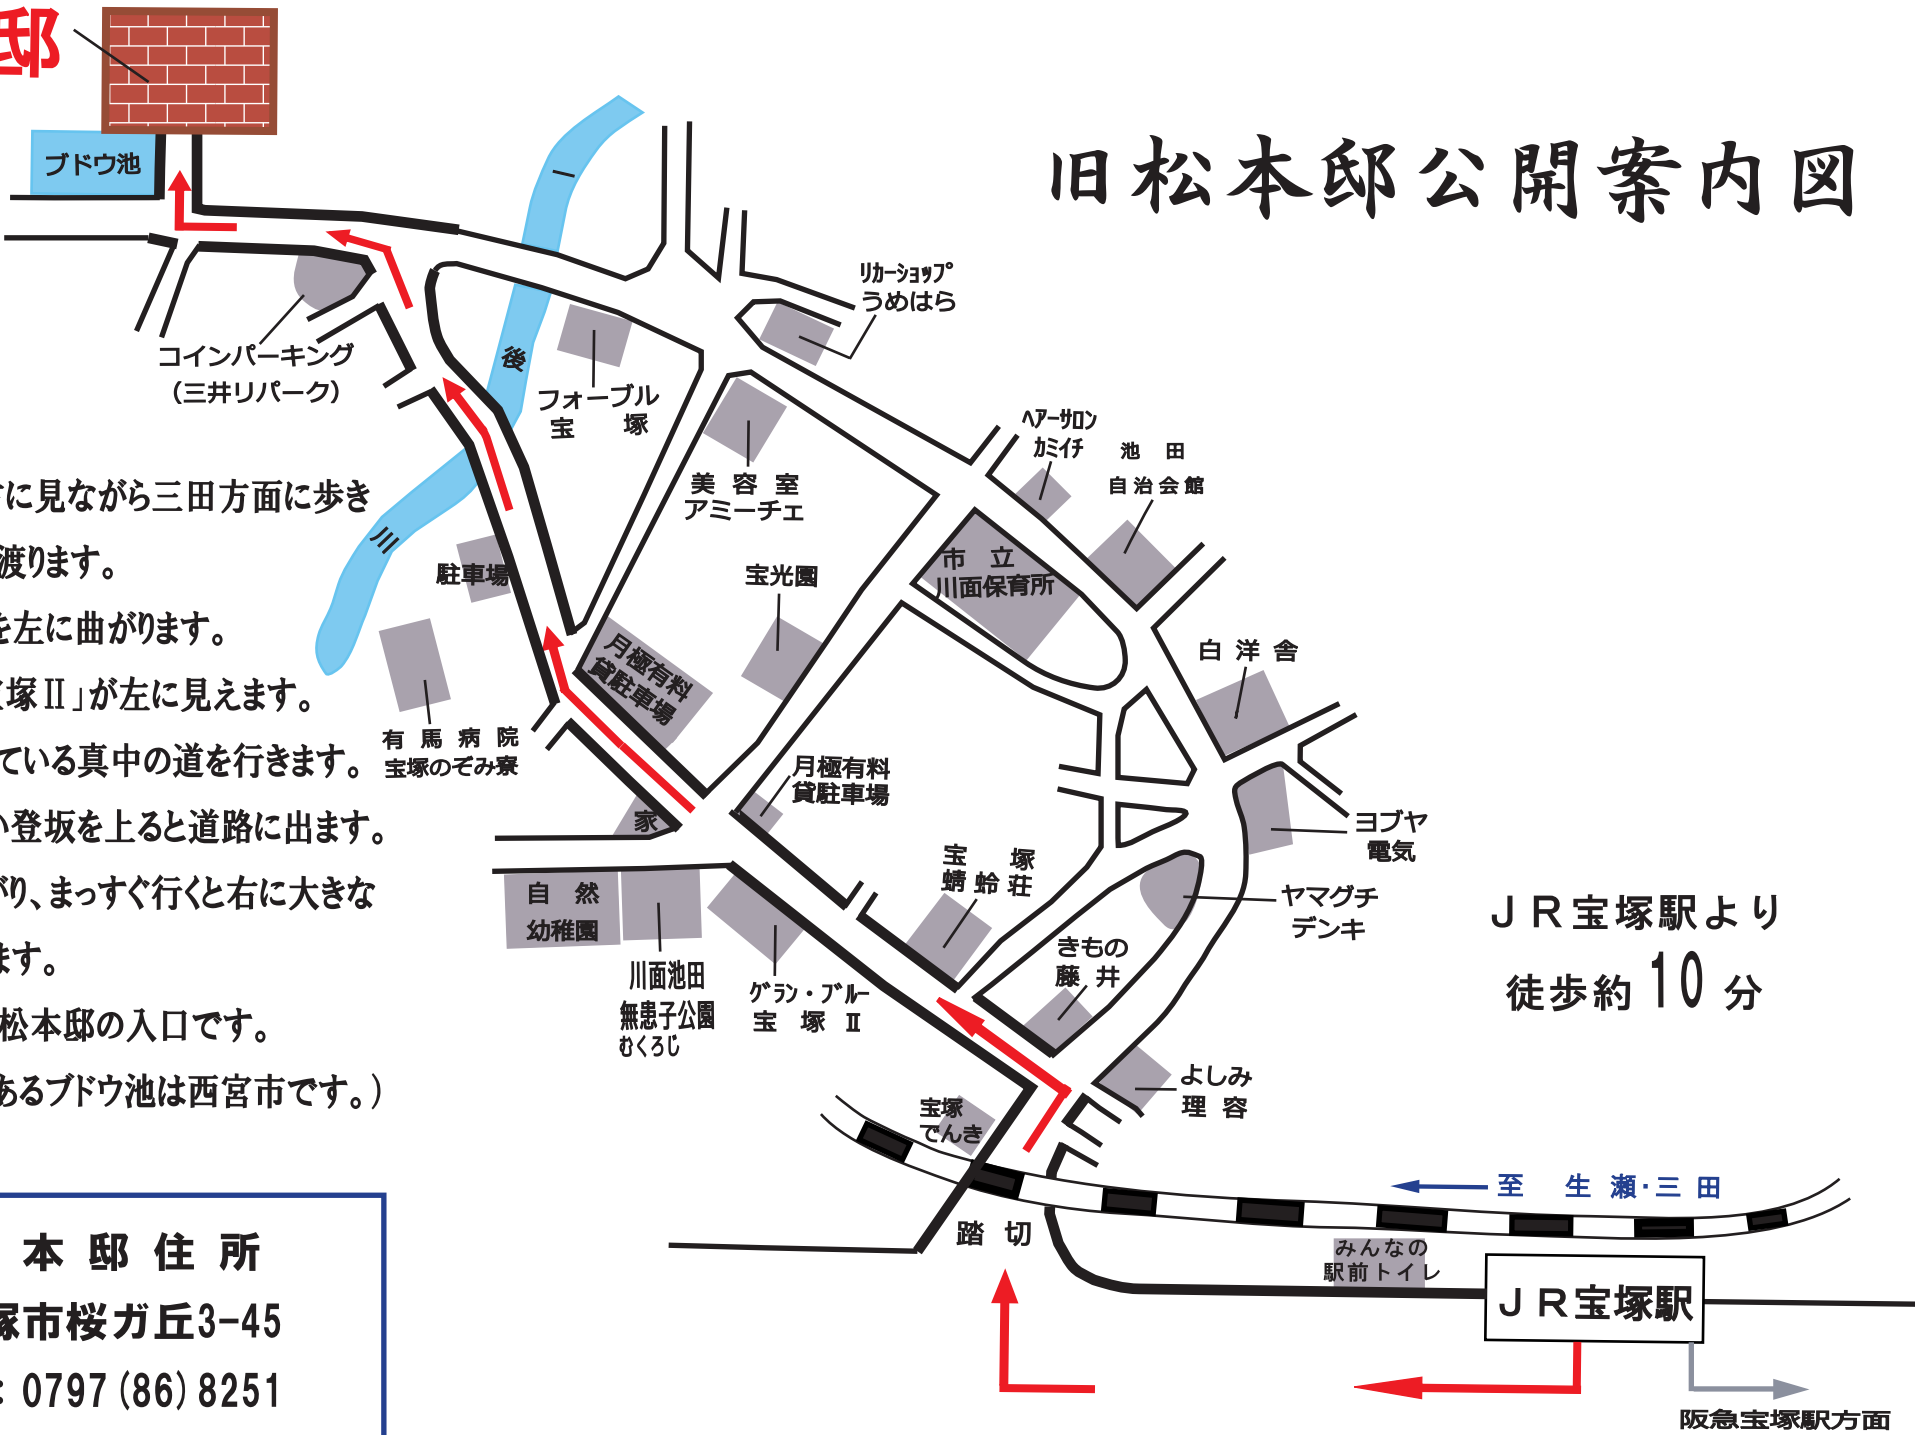 邸
旧松本邸公開案内図
ブドウ池
一
後
川
リカーショップ
うめはら
コインパーキング
（三井リパーク）
フォーブル
宝 塚
ヘアーサロン
カミイチ
池 田
自治会館
美 容 室
アミーチェ
に見ながら三田方面に歩き
渡ります。
を左に曲がります。
塚Ⅱ」が左に見えます。
ている真中の道を行きます。
い登坂を上ると道路に出ます。
がり、まっすぐ行くと右に大きな
ます。
松本邸の入口です。
あるブドウ池は西宮市です。）
駐車場
宝光園
市 立
川面保育所
月極有料
貸駐車場
白 洋 舎
有 馬 病 院
宝塚のぞみ寮
月極有料
貸駐車場
家
ヨブヤ
電気
宝 塚
蜻 蛉 荘
ヤマグチ
デンキ
自 然
幼稚園
きもの
藤 井
川面池田
無患子公園
むくろじ
グラン・ブルー
宝 塚 Ⅱ
ＪＲ宝塚駅より
徒歩約 10 分
よしみ
理 容
宝塚
でんき
至 生 瀬・三 田
踏 切
みんなの
駅前トイレ
ＪＲ宝塚駅
阪急宝塚駅方面
本 邸 住 所
塚市桜ガ丘3-45
: 0797(86)8251